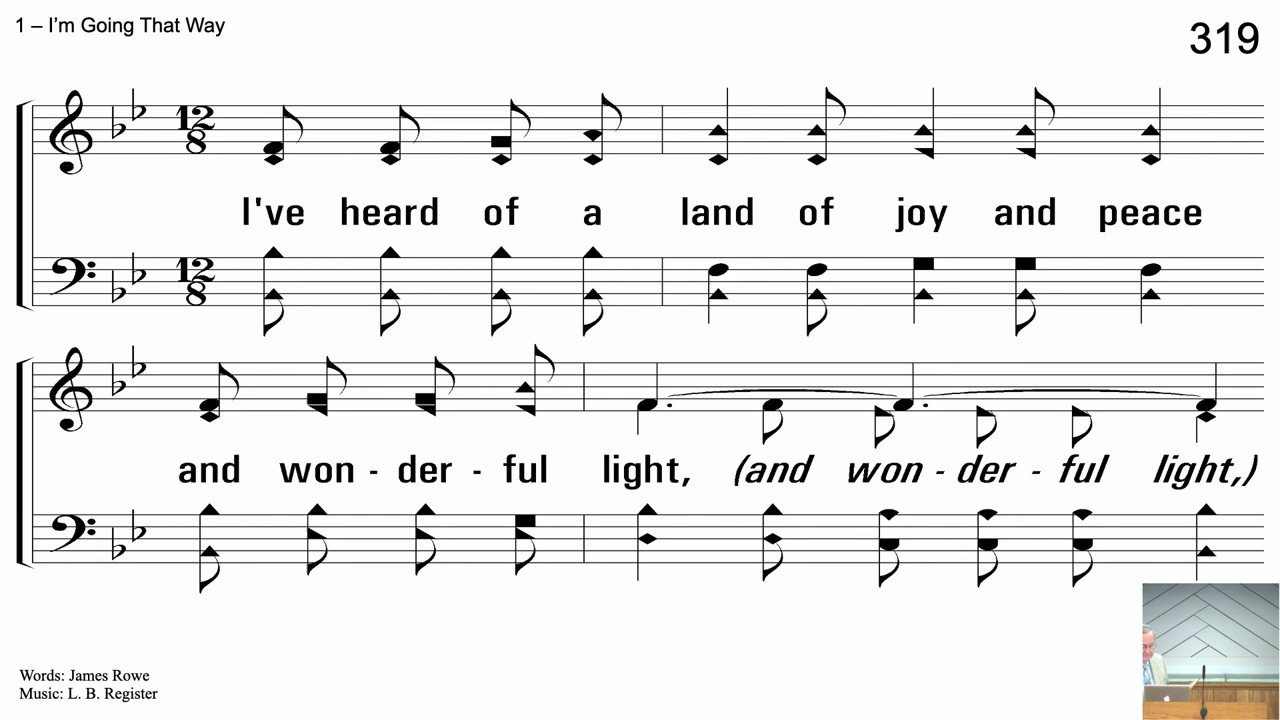 1 – I'm Going That Way
319
12
8
I've heard of a land of joy and peace
12
8
and won - der - ful light, (and won - der - ful light,)
Words: James Rowe
Music: L. B. Register